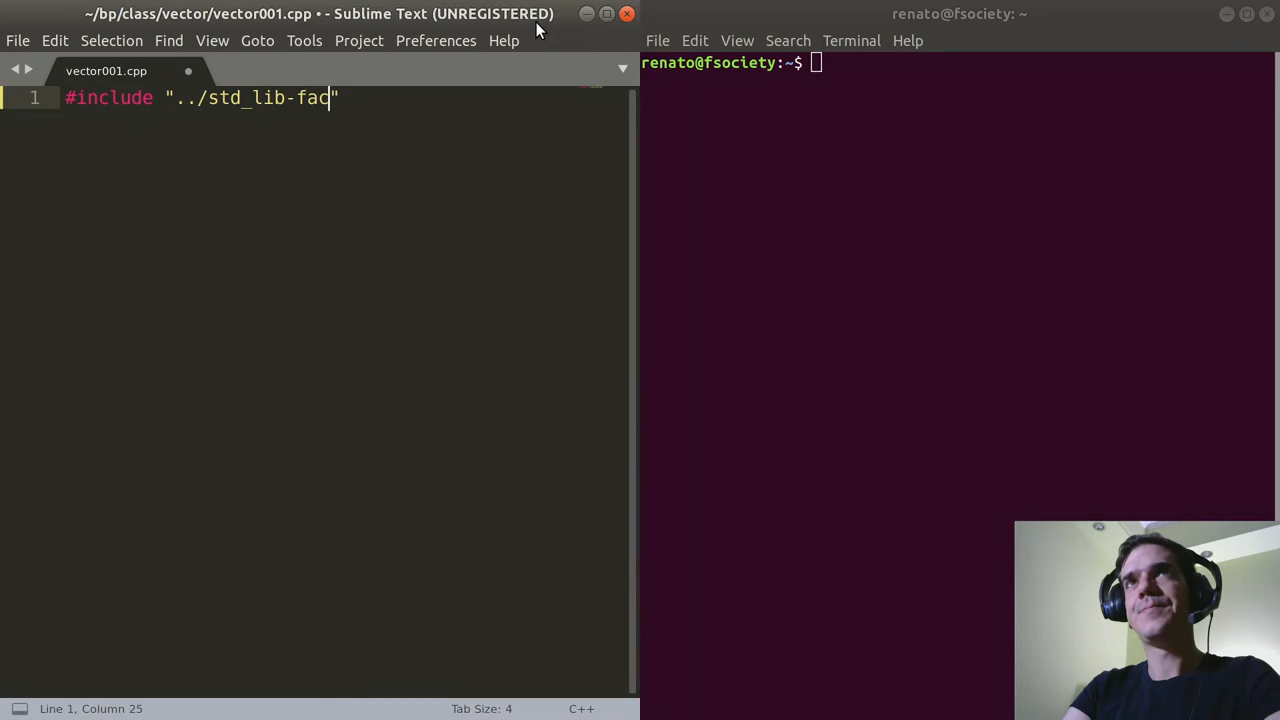 ~/bp/class/vector/vector001.cpp • - Sublime Text (UNREGISTERED)
File Edit Selection Find View Goto Tools Project Preferences Help
vector001.cpp
1 #include "../std_lib-fac"
Line 1, Column 25
Tab Size: 4
C++
renato@fsociety: ~
File Edit View Search Terminal Help
renato@fsociety:~$